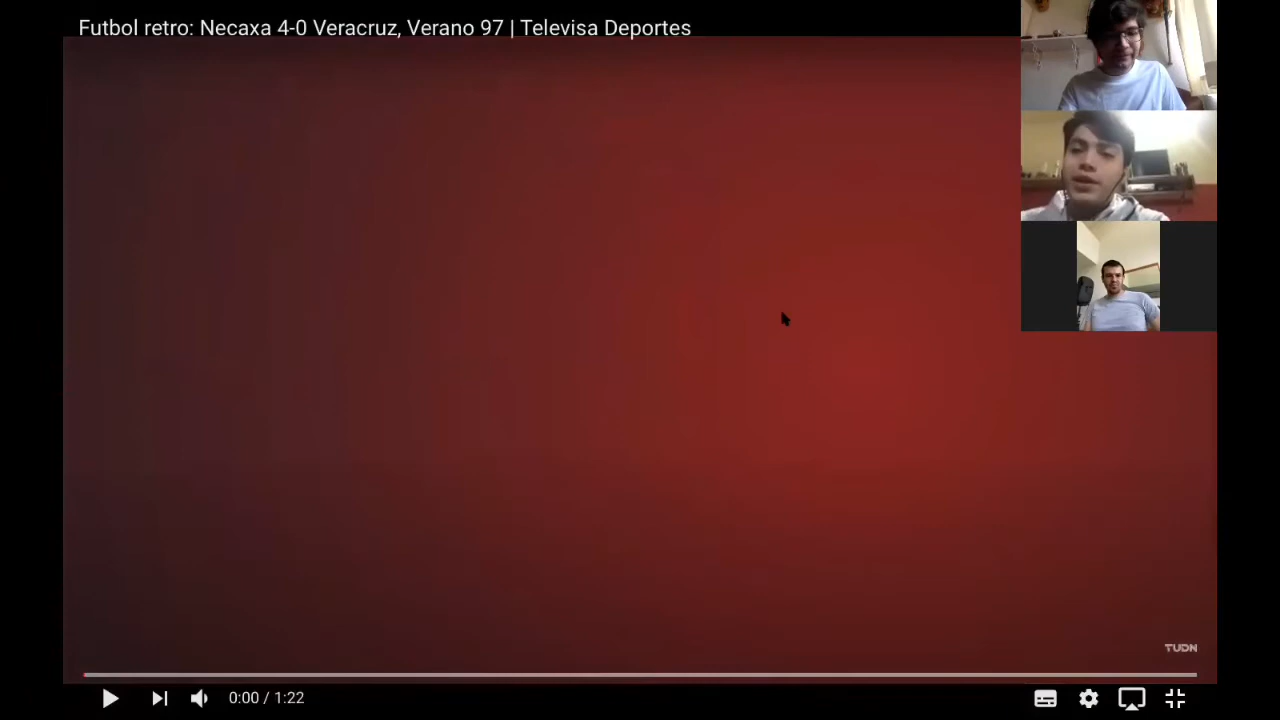 Futbol retro: Necaxa 4-0 Veracruz, Verano 97 | Televisa Deportes
TUDN
0:00 / 1:22